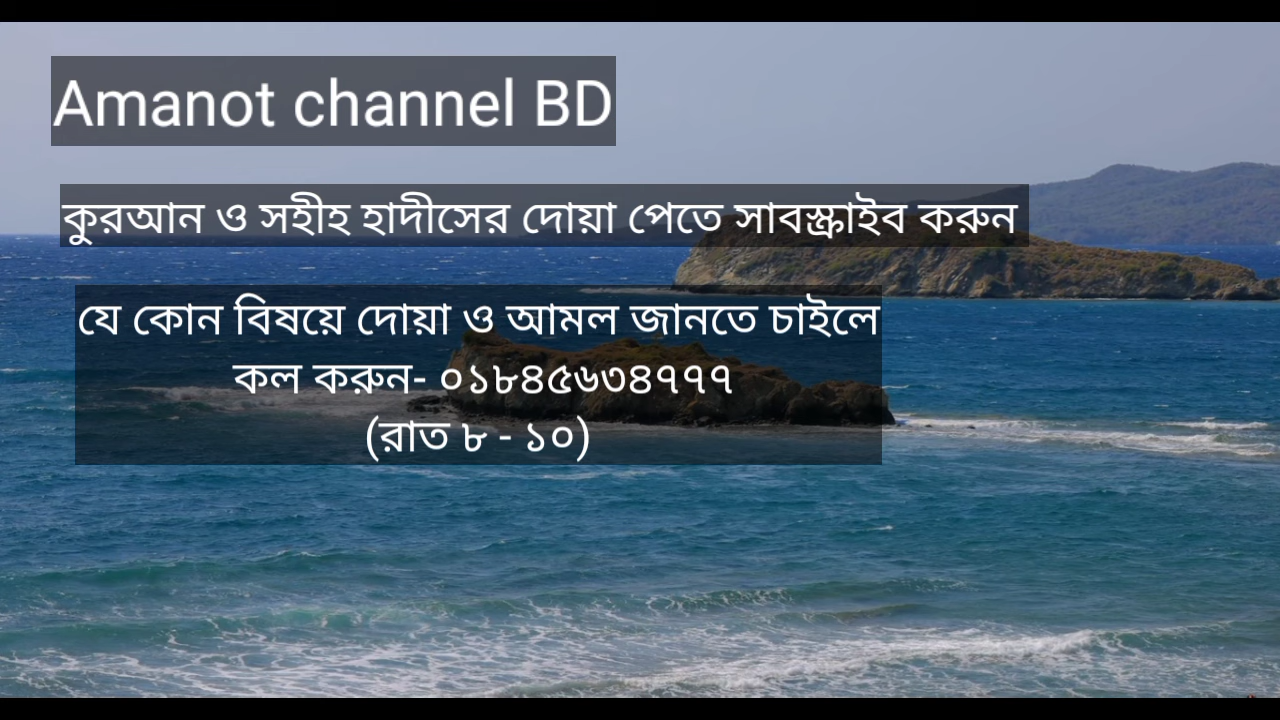 Amanot channel BD
কুরআন ও সহীহ হাদীসের দোয়া পেতে সাবস্ক্রাইব করুন
যে কোন বিষয়ে দোয়া ও আমল জানতে চাইলে
কল করুন- ০১৮৪৫৬৩৪৭৭৭
(রাত ৮ - ১০)